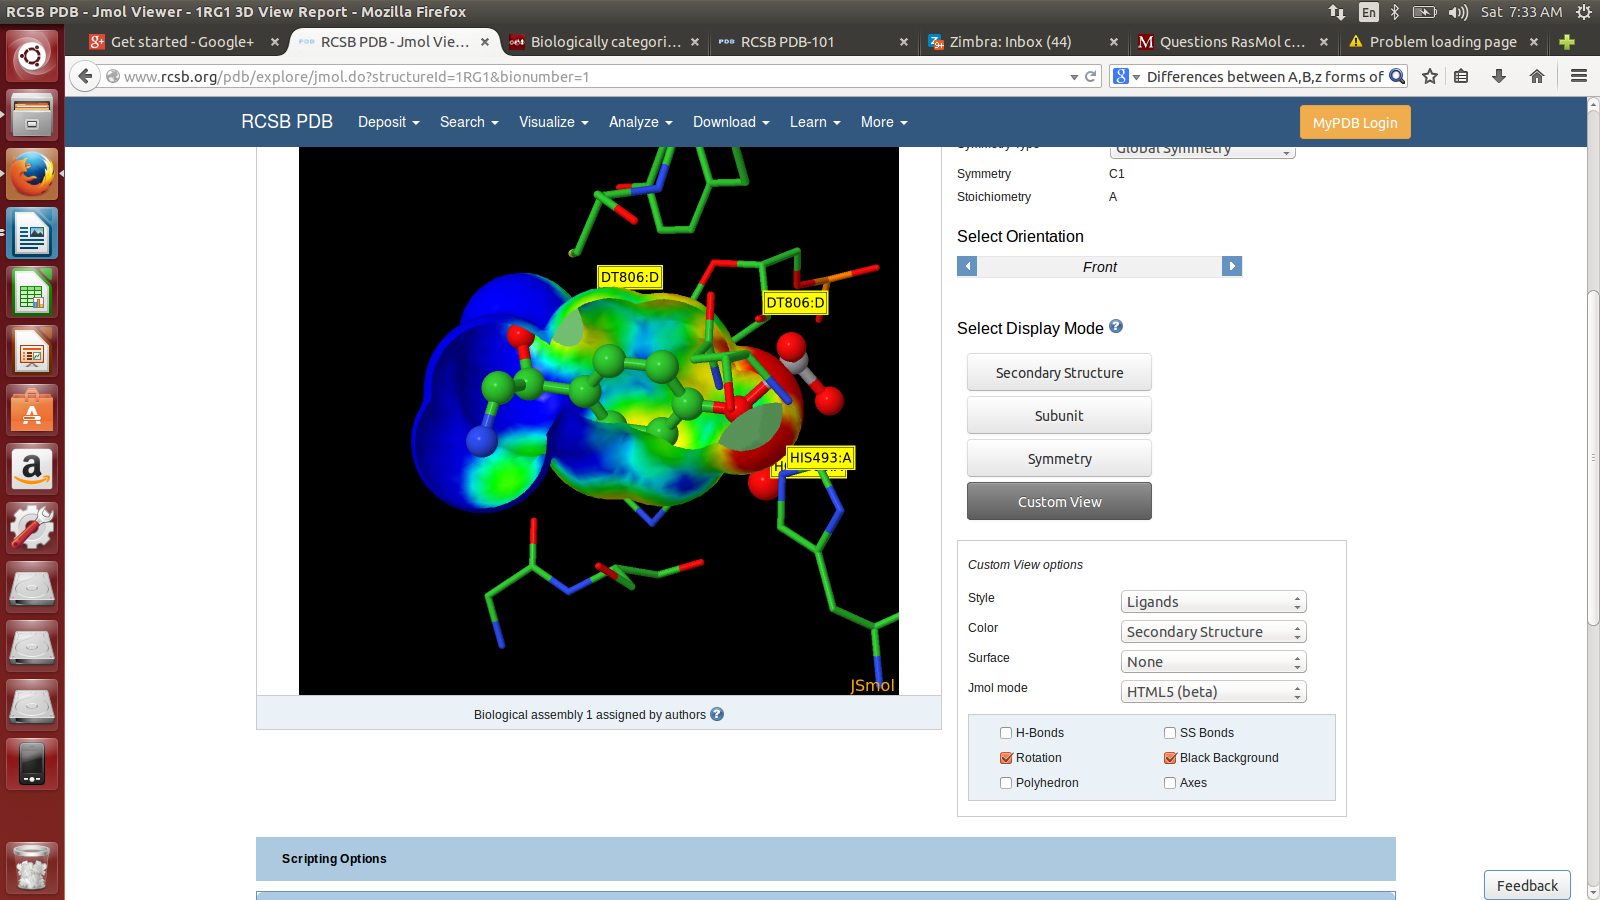 RCSB PDB - Jmol Viewer - 1RG1 3D View Report - Mozilla Firefox
En
Sat 7:33 AM
Get started - Google+
RCSB PDB - Jmol Vie...
Biologically categori...
RCSB PDB-101
Zimbra: Inbox (44)
Questions RasMol c...
Problem loading page
www.rcsb.org/pdb/explore/jmol.do?structureId=1RG1&bionumber=1
Differences between A,B,z forms of
RCSB PDB
Deposit
Search
Visualize
Analyze
Download
Learn
More
MyPDB Login
Global Symmetry
Symmetry
C1
Stoichiometry
A
Select Orientation
Front
Select Display Mode
Secondary Structure
Subunit
Symmetry
Custom View
DT806:D
DT806:D
HIS493:A
JSmol
Biological assembly 1 assigned by authors
Custom View options
Style
Ligands
Color
Secondary Structure
Surface
None
Jmol mode
HTML5 (beta)
H-Bonds
SS Bonds
Rotation
Black Background
Polyhedron
Axes
Scripting Options
Feedback